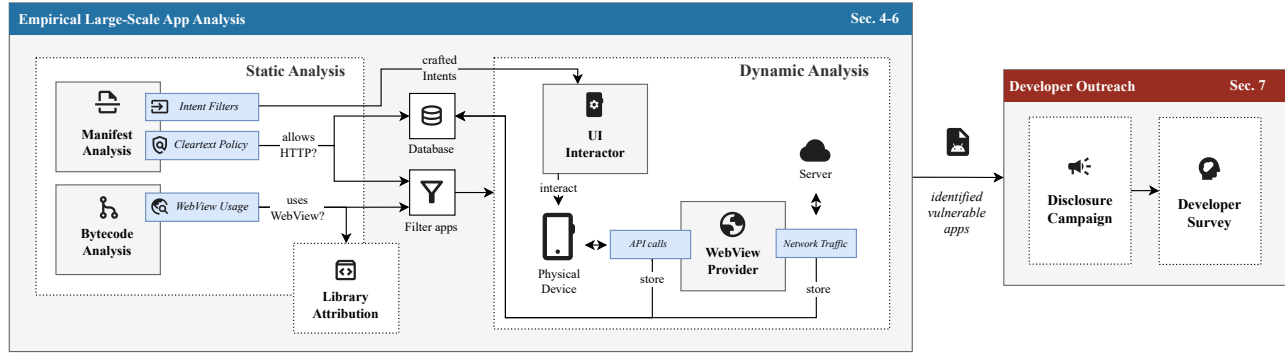 Empirical Large-Scale App Analysis
Sec. 4-6
Static Analysis
crafted
Intents
Dynamic Analysis
Manifest
Analysis
Intent Filters
Cleartext Policy
allows
HTTP?
Database
UI
Interactor
Server
Bytecode
Analysis
WebView Usage
uses
WebView?
Filter apps
interact
Physical
Device
API calls
WebView
Provider
Network Traffic
store
store
Library
Attribution
identified
vulnerable
apps
Developer Outreach
Sec. 7
Disclosure
Campaign
Developer
Survey